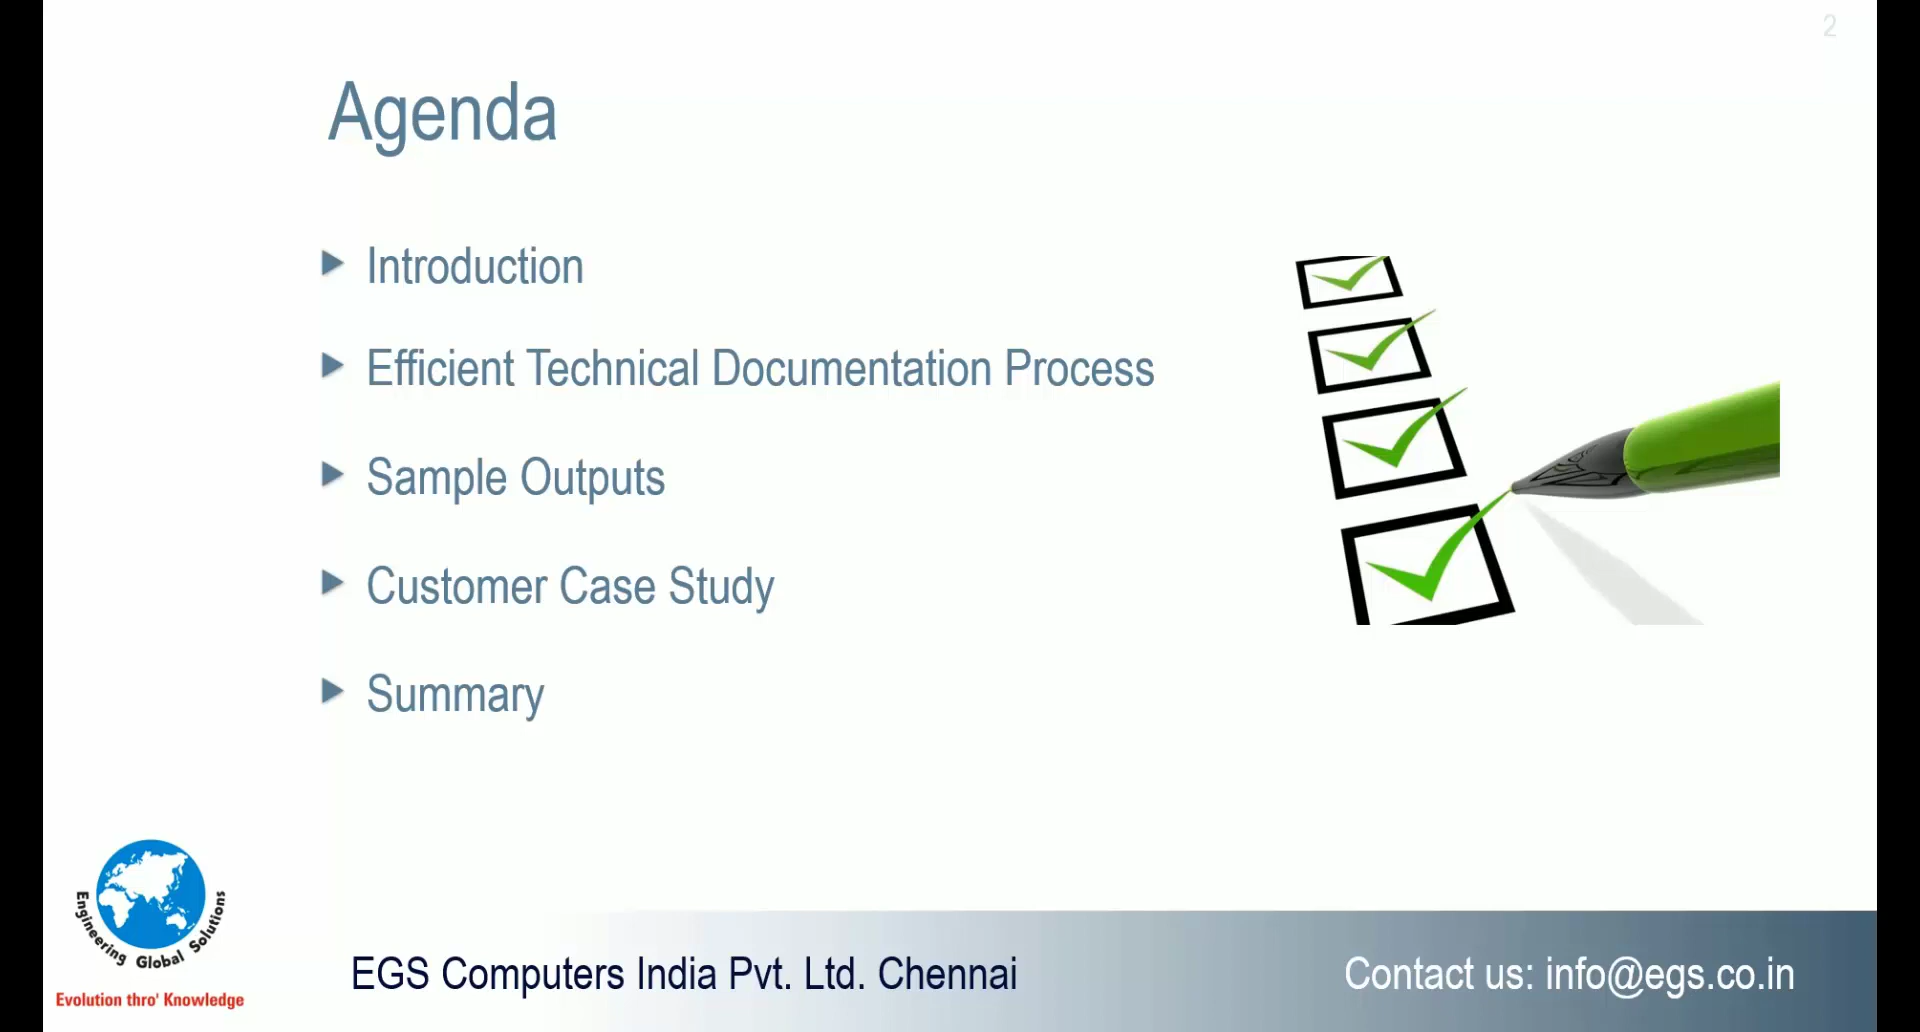 2
Agenda
Introduction
Efficient Technical Documentation Process
Sample Outputs
Customer Case Study
Summary
Engineering Global Solutions
Evolution thro' Knowledge
EGS Computers India Pvt. Ltd. Chennai
Contact us: info@egs.co.in